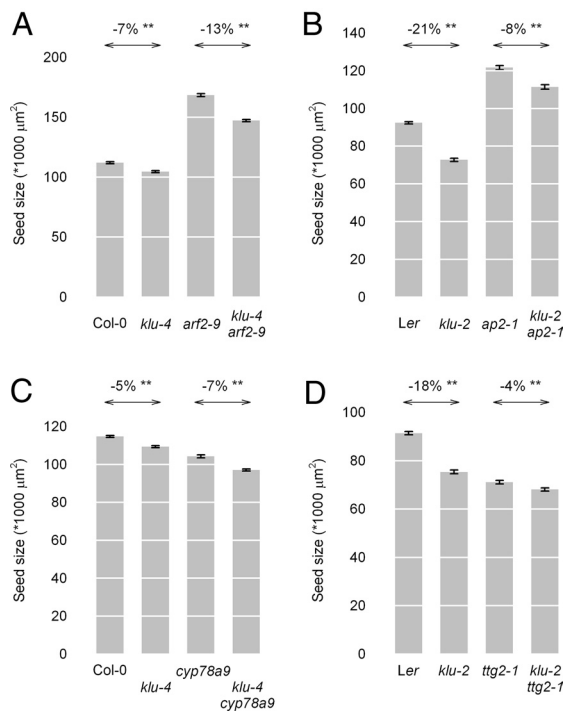 A
-7% ** -13% **
Seed size (*1000 μm²)
200
150
100
50
0
Col-0 klu-4 arf2-9 klu-4
arf2-9
B
-21% ** -8% **
Seed size (*1000 μm²)
140
120
100
80
60
40
20
0
Ler klu-2 ap2-1 klu-2
ap2-1
C
-5% ** -7% **
Seed size (*1000 μm²)
120
100
80
60
40
20
0
Col-0 cyp78a9
klu-4 klu-4
cyp78a9
D
-18% ** -4% **
Seed size (*1000 μm²)
100
80
60
40
20
0
Ler klu-2 ttg2-1 klu-2
ttg2-1